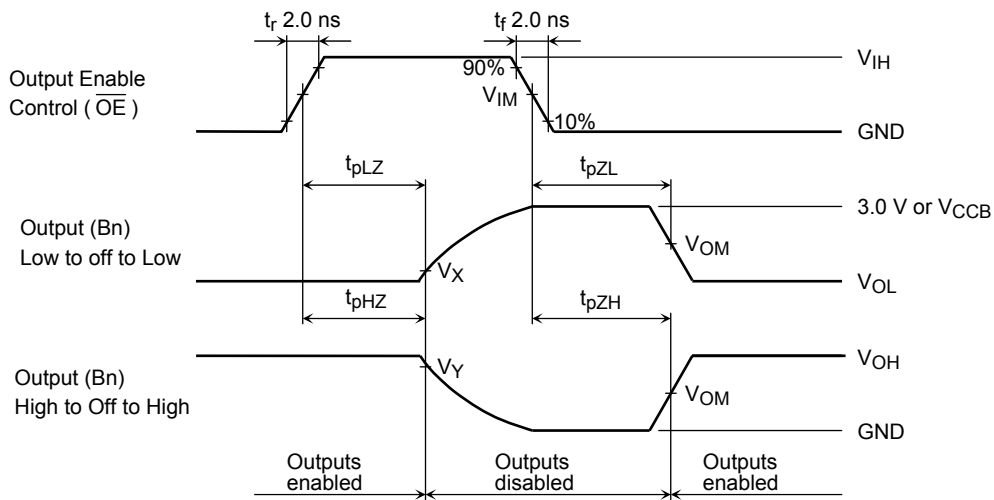 tr 2.0 ns
tf 2.0 ns
Output Enable
Control ( OE )
90%
VIM
10%
VIH
GND
tpLZ
tpZL
Output (Bn)
Low to off to Low
VX
3.0 V or VCCB
VOM
VOL
tpHZ
tpZH
Output (Bn)
High to Off to High
VY
VOH
VOM
GND
Outputs
enabled
Outputs
disabled
Outputs
enabled